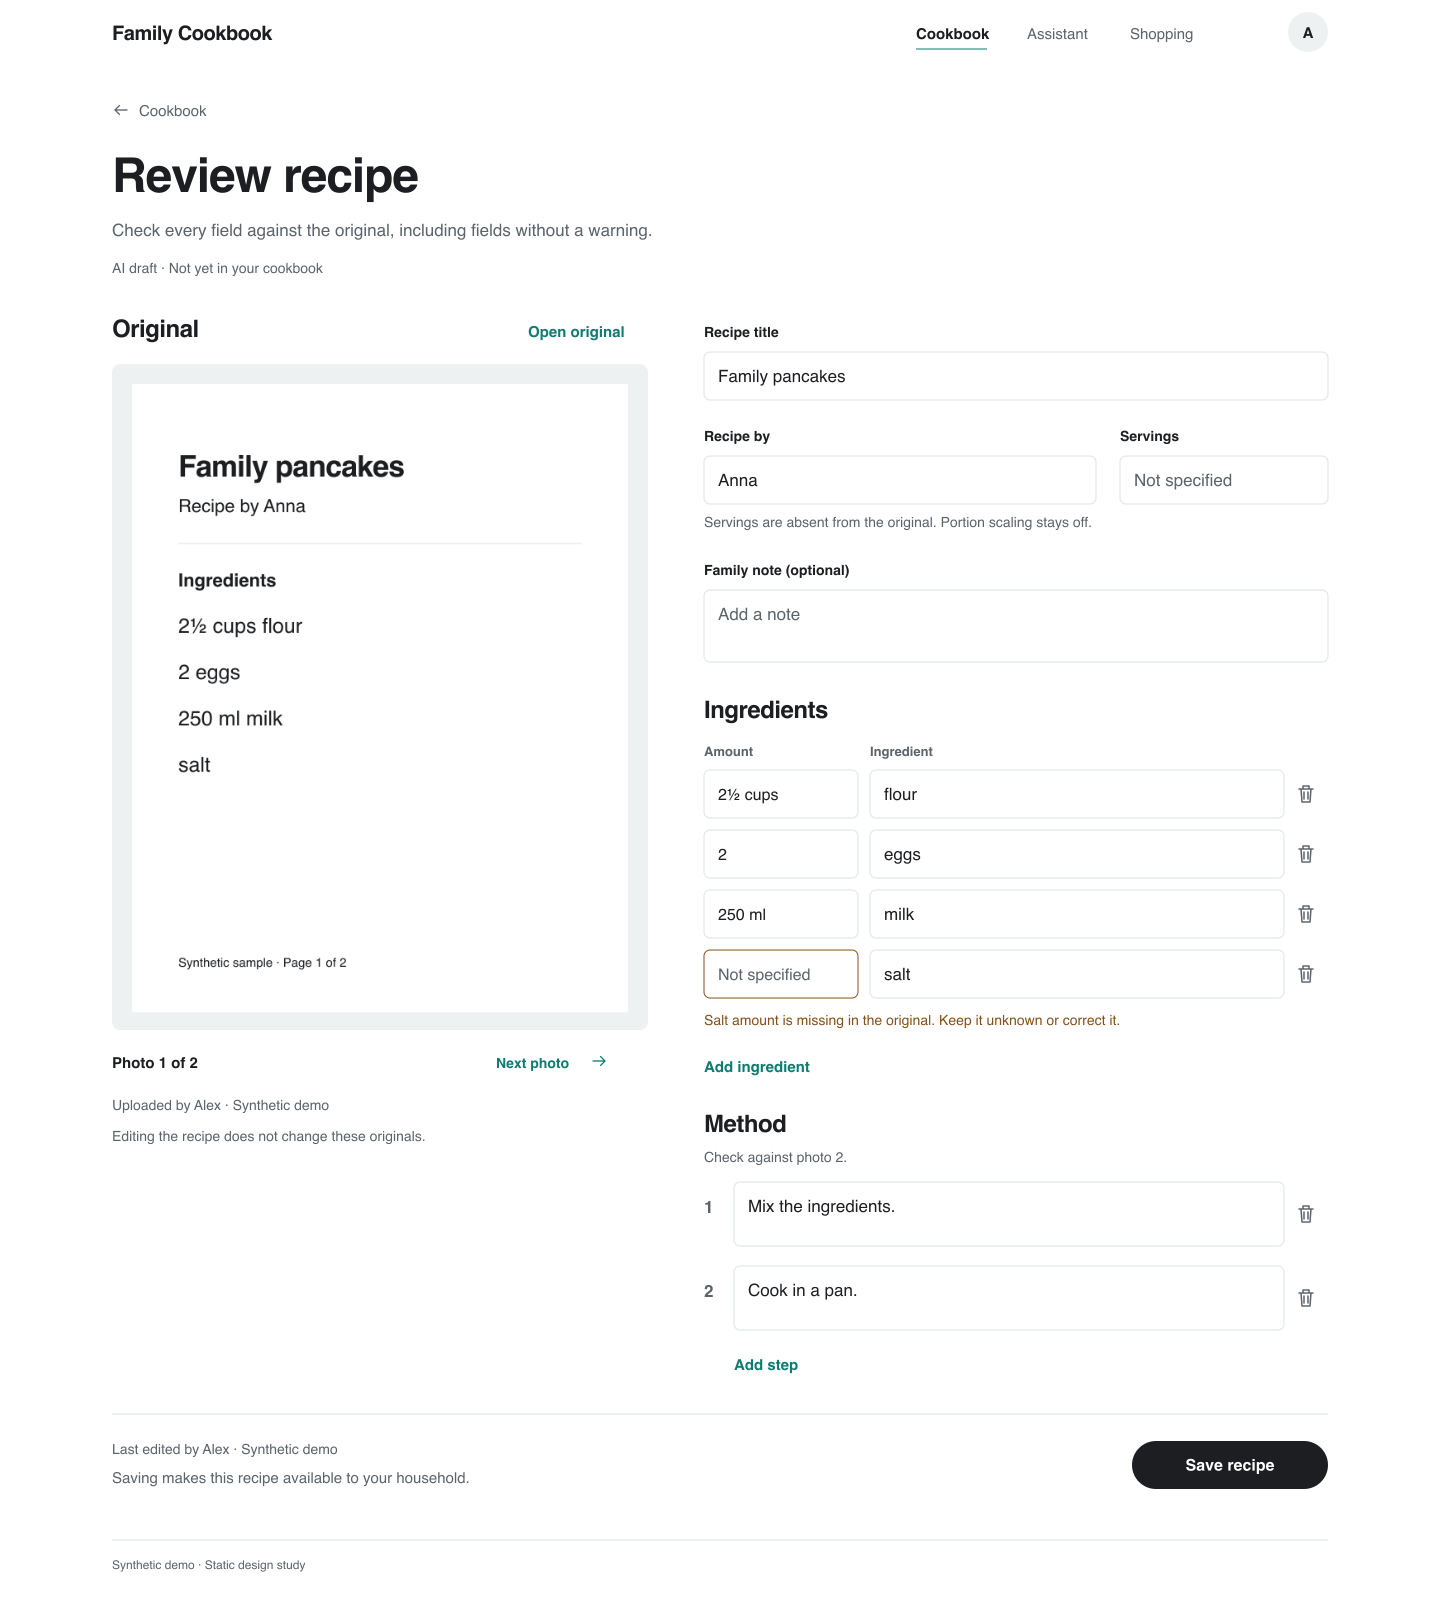 Family Cookbook
Cookbook Assistant Shopping A
← Cookbook
Review recipe
Check every field against the original, including fields without a warning.
AI draft · Not yet in your cookbook
Original
Open original
Family pancakes
Recipe by Anna
Ingredients
2½ cups flour
2 eggs
250 ml milk
salt
Synthetic sample · Page 1 of 2
Photo 1 of 2
Next photo →
Uploaded by Alex · Synthetic demo
Editing the recipe does not change these originals.
Recipe title
Family pancakes
Recipe by Servings
Anna Not specified
Servings are absent from the original. Portion scaling stays off.
Family note (optional)
Add a note
Ingredients
Amount Ingredient
2½ cups flour
2 eggs
250 ml milk
Not specified salt
Salt amount is missing in the original. Keep it unknown or correct it.
Add ingredient
Method
Check against photo 2.
1 Mix the ingredients.
2 Cook in a pan.
Add step
Last edited by Alex · Synthetic demo
Saving makes this recipe available to your household.
Save recipe
Synthetic demo · Static design study